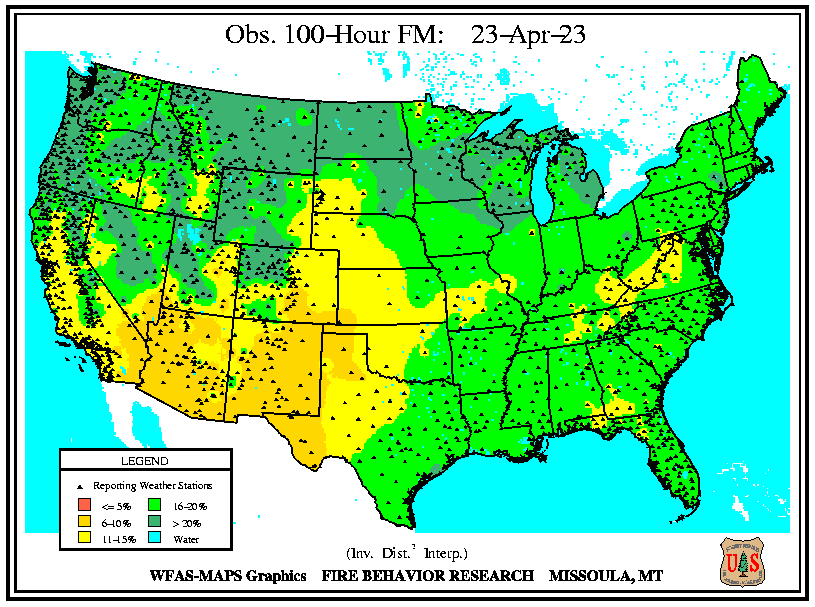 Obs. 100-Hour FM: 23-Apr-23
LEGEND
Reporting Weather Stations
<= 5% 16-20%
6-10% > 20%
11-15% Water
(Inv. Dist.² Interp.)
WFAS-MAPS Graphics FIRE BEHAVIOR RESEARCH MISSOULA, MT
U S